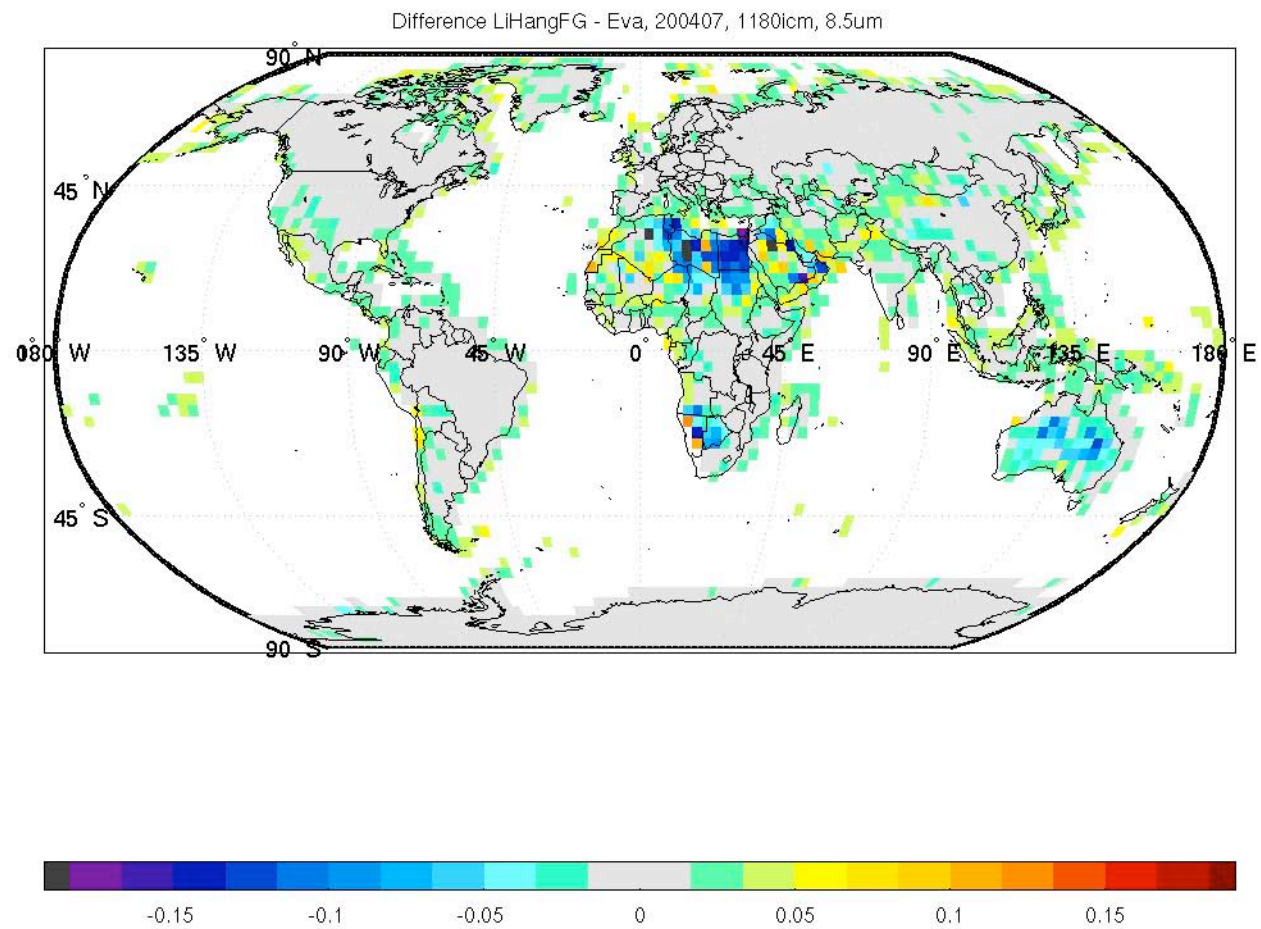 Difference LiHangFG - Eva, 200407, 1180icm, 8.5um
90° N
45° N
180° W 135° W 90° W 45° W 0° 45° E 90° E 135° E 180° E
45° S
90° S
-0.15 -0.1 -0.05 0 0.05 0.1 0.15